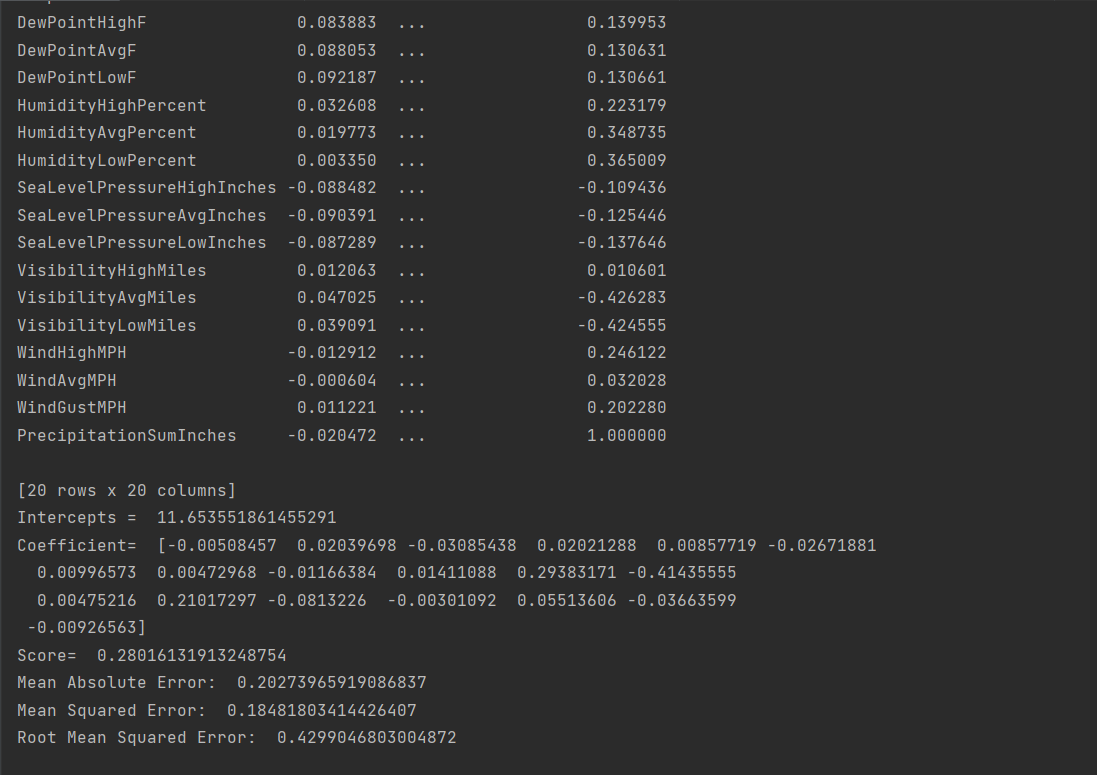 DewPointHighF 0.083883 ... 0.139953
DewPointAvgF 0.088053 ... 0.130631
DewPointLowF 0.092187 ... 0.130661
HumidityHighPercent 0.032608 ... 0.223179
HumidityAvgPercent 0.019773 ... 0.348735
HumidityLowPercent 0.003350 ... 0.365009
SeaLevelPressureHighInches -0.088482 ... -0.109436
SeaLevelPressureAvgInches -0.090391 ... -0.125446
SeaLevelPressureLowInches -0.087289 ... -0.137646
VisibilityHighMiles 0.012063 ... 0.010601
VisibilityAvgMiles 0.047025 ... -0.426283
VisibilityLowMiles 0.039091 ... -0.424555
WindHighMPH -0.012912 ... 0.246122
WindAvgMPH -0.000604 ... 0.032028
WindGustMPH 0.011221 ... 0.202280
PrecipitationSumInches -0.020472 ... 1.000000
[20 rows x 20 columns]
Intercepts = 11.653551861455291
Coefficient= [-0.00508457 0.02039698 -0.03085438 0.02021288 0.00857719 -0.02671881
0.00996573 0.00472968 -0.01166384 0.01411088 0.29383171 -0.41435555
0.00475216 0.21017297 -0.0813226 -0.00301092 0.05513606 -0.03663599
-0.00926563]
Score= 0.28016131913248754
Mean Absolute Error: 0.20273965919086837
Mean Squared Error: 0.18481803414426407
Root Mean Squared Error: 0.4299046803004872